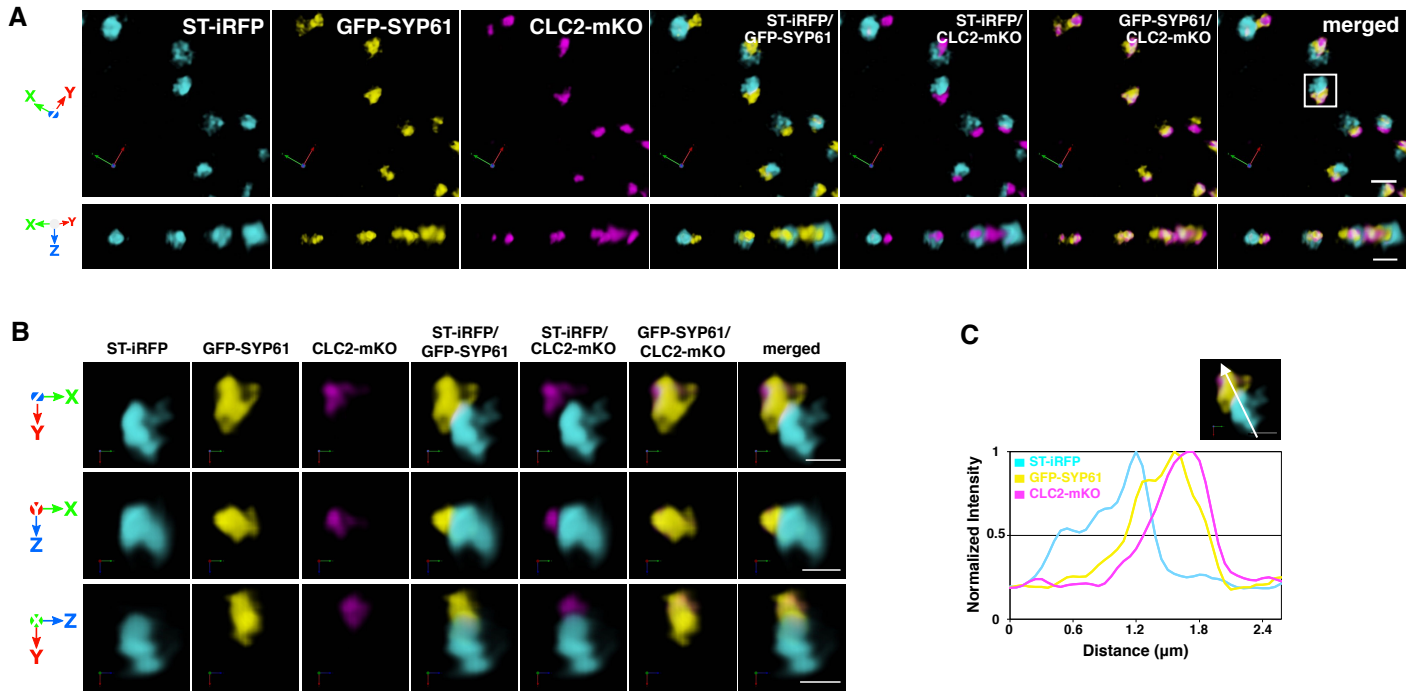 A
ST-iRFP
GFP-SYP61
CLC2-mKO
ST-iRFP/
GFP-SYP61
ST-iRFP/
CLC2-mKO
GFP-SYP61/
CLC2-mKO
merged
X
Y
Z
X
Y
Z
B
ST-iRFP
GFP-SYP61
CLC2-mKO
ST-iRFP/
GFP-SYP61
ST-iRFP/
CLC2-mKO
GFP-SYP61/
CLC2-mKO
merged
Z
X
Y
Y
X
Z
X
Z
Y
C
Normalized Intensity
1
0.5
0
ST-iRFP
GFP-SYP61
CLC2-mKO
0
0.6
1.2
1.8
2.4
Distance (µm)